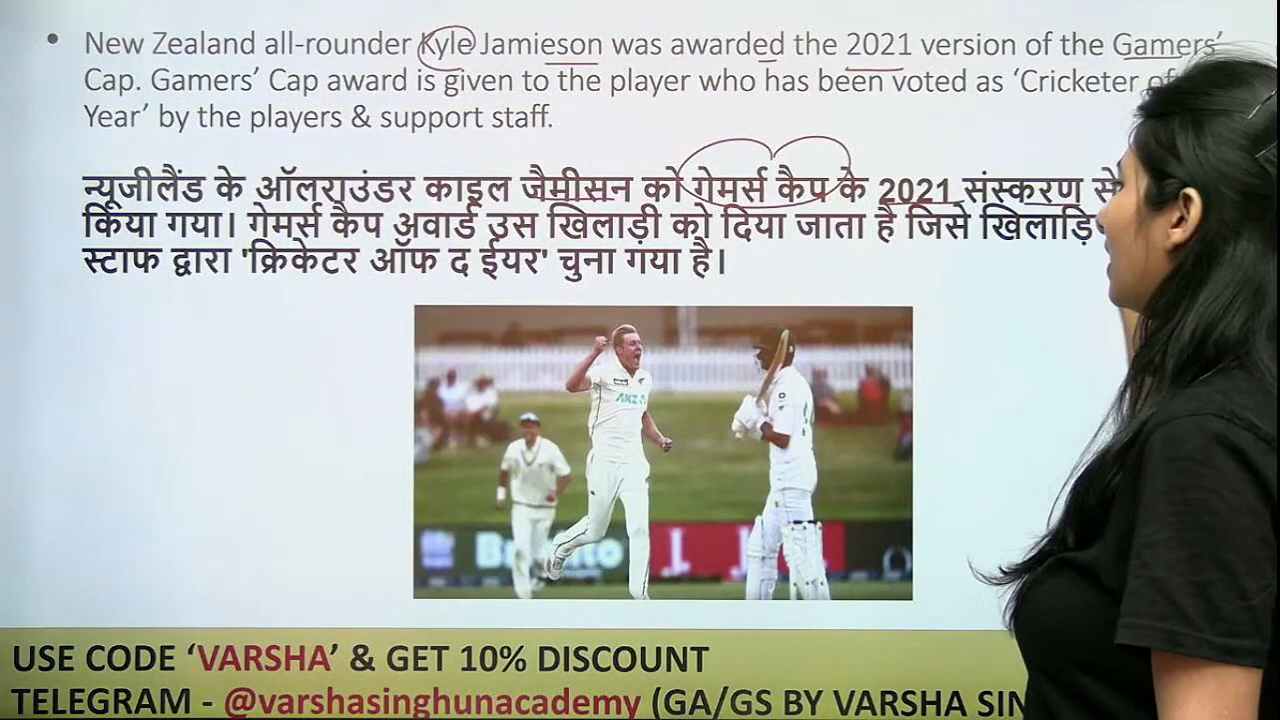 New Zealand all-rounder Kyle Jamieson was awarded the 2021 version of the Gamers'
Cap. Gamers' Cap award is given to the player who has been voted as 'Cricketer of
Year' by the players & support staff.
न्यूजीलैंड के ऑलराउंडर काइल जैमीसन को गेमर्स कैप के 2021 संस्करण से
किया गया। गेमर्स कैप अवार्ड उस खिलाड़ी को दिया जाता है जिसे
स्टाफ द्वारा 'क्रिकेटर ऑफ द ईयर' चुना गया है।
ANZ
USE CODE 'VARSHA' & GET 10% DISCOUNT
TELEGRAM - @varshasinghunacademy (GA/GS BY VARSHA